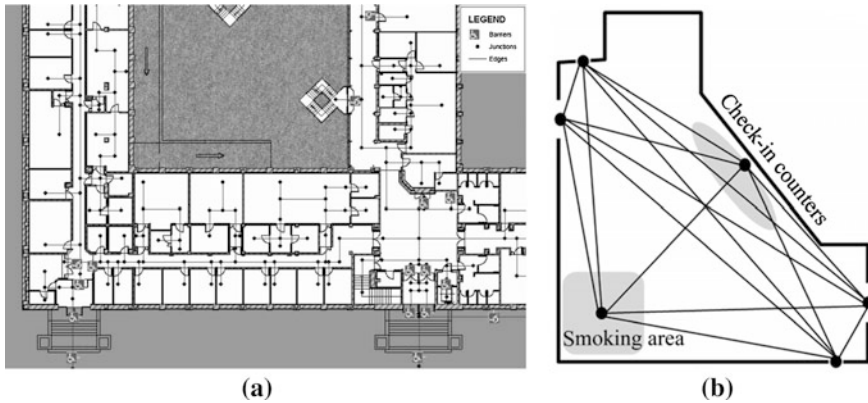 LEGEND
Barriers
Junctions
Edges
Check-in counters
Smoking area
(a)
(b)